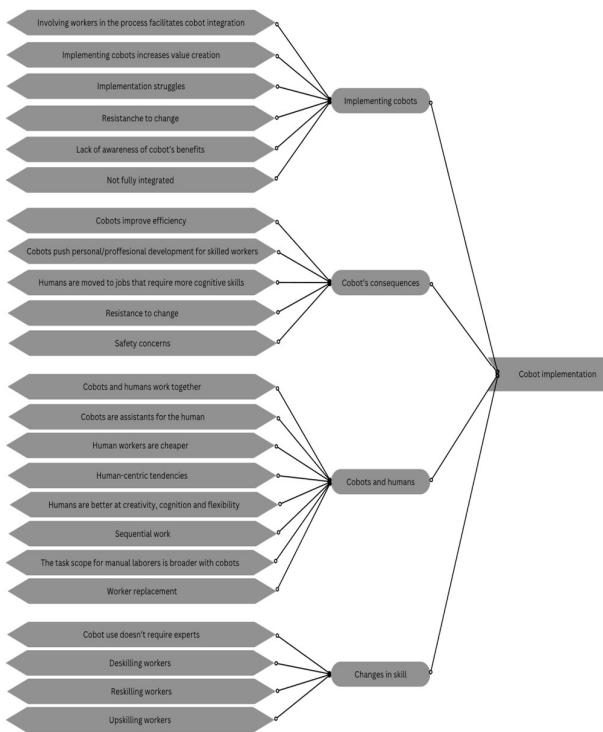 Involving workers in the process facilitates cobot integration
Implementing cobots increases value creation
Implementation struggles
Resistanche to change
Lack of awareness of cobot's benefits
Not fully integrated
Implementing cobots
Cobots improve efficiency
Cobots push personal/proffesional development for skilled workers
Humans are moved to jobs that require more cognitive skills
Resistance to change
Safety concerns
Cobot's consequences
Cobots and humans work together
Cobots are assistants for the human
Human workers are cheaper
Human-centric tendencies
Humans are better at creativity, cognition and flexibility
Sequential work
The task scope for manual laborers is broader with cobots
Worker replacement
Cobots and humans
Cobot use doesn't require experts
Deskilling workers
Reskilling workers
Upskilling workers
Changes in skill
Cobot implementation